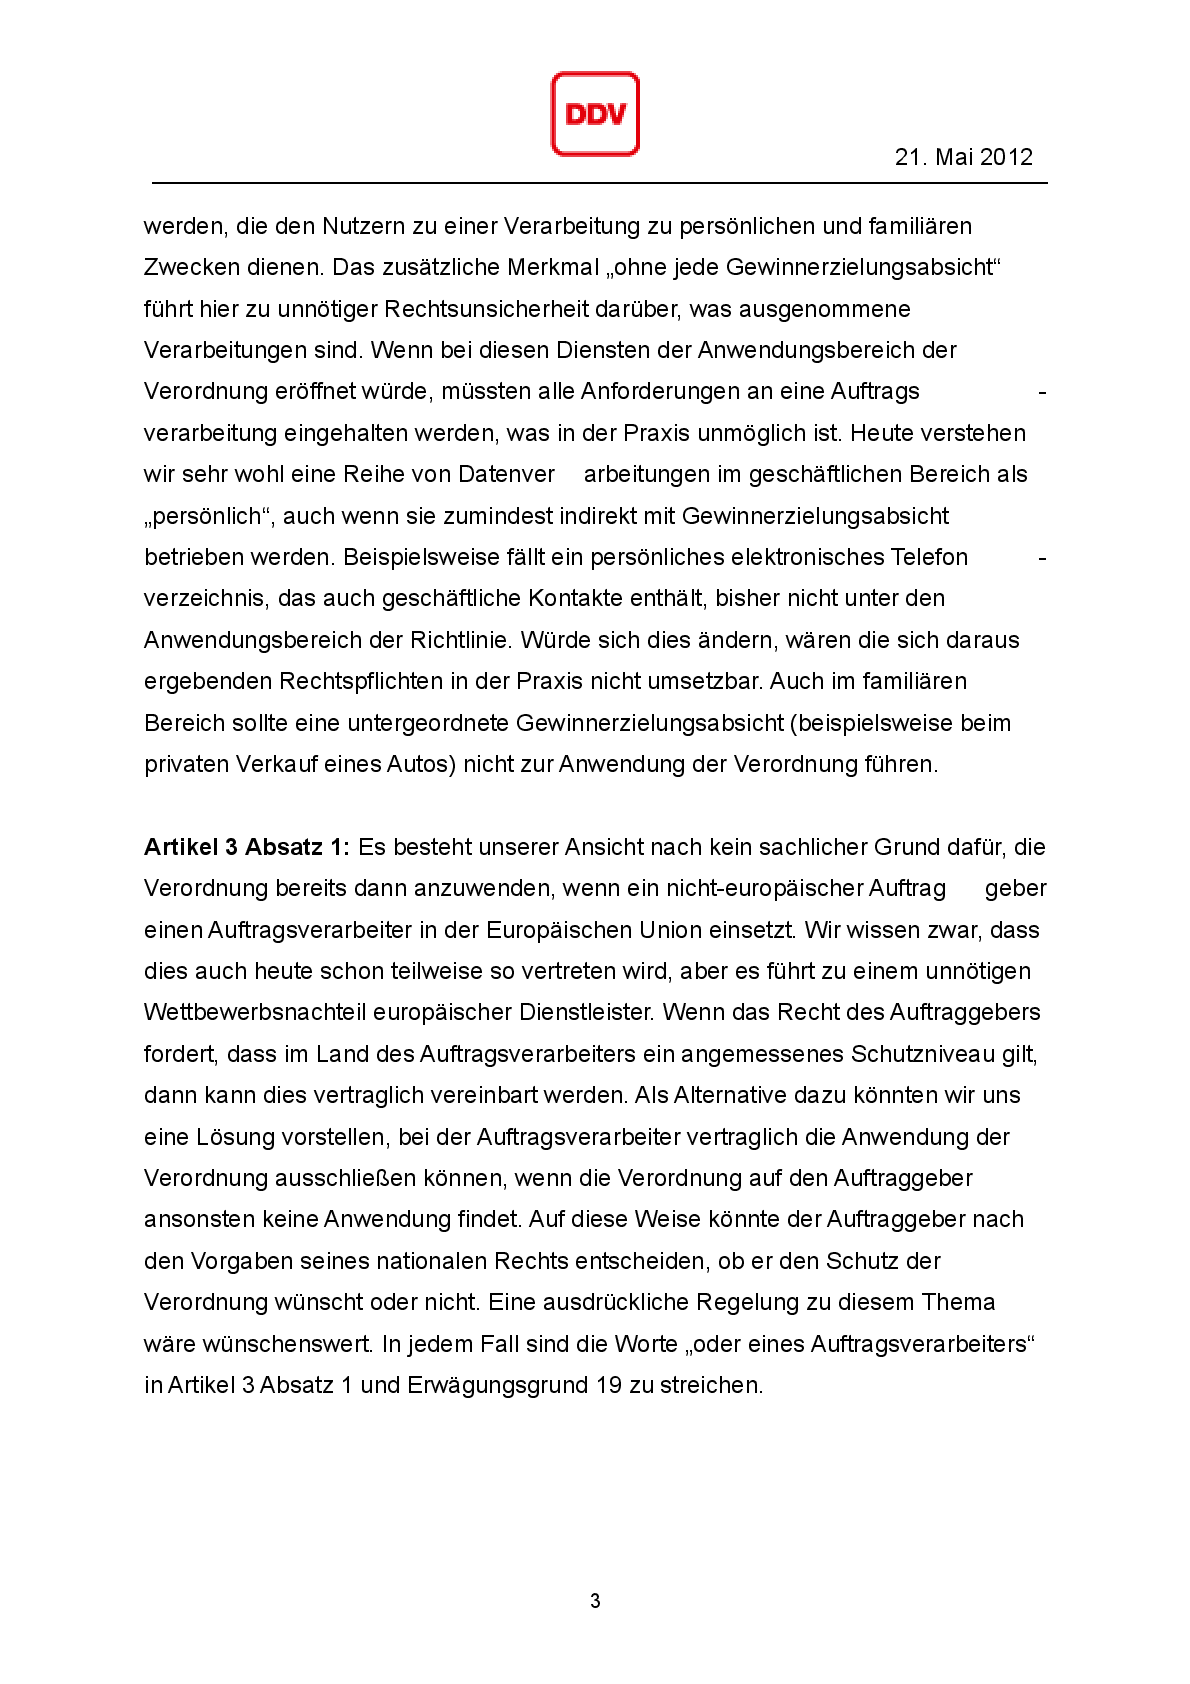 DDV
21. Mai 2012
werden, die den Nutzern zu einer Verarbeitung zu persönlichen und familiären
Zwecken dienen. Das zusätzliche Merkmal „ohne jede Gewinnerzielungsabsicht“
führt hier zu unnötiger Rechtsunsicherheit darüber, was ausgenommene
Verarbeitungen sind. Wenn bei diesen Diensten der Anwendungsbereich der
Verordnung eröffnet würde, müssten alle Anforderungen an eine Auftrags -
verarbeitung eingehalten werden, was in der Praxis unmöglich ist. Heute verstehen
wir sehr wohl eine Reihe von Datenver arbeitungen im geschäftlichen Bereich als
„persönlich“, auch wenn sie zumindest indirekt mit Gewinnerzielungsabsicht
betrieben werden. Beispielsweise fällt ein persönliches elektronisches Telefon -
verzeichnis, das auch geschäftliche Kontakte enthält, bisher nicht unter den
Anwendungsbereich der Richtlinie. Würde sich dies ändern, wären die sich daraus
ergebenden Rechtspflichten in der Praxis nicht umsetzbar. Auch im familiären
Bereich sollte eine untergeordnete Gewinnerzielungsabsicht (beispielsweise beim
privaten Verkauf eines Autos) nicht zur Anwendung der Verordnung führen.
Artikel 3 Absatz 1: Es besteht unserer Ansicht nach kein sachlicher Grund dafür, die
Verordnung bereits dann anzuwenden, wenn ein nicht-europäischer Auftrag geber
einen Auftragsverarbeiter in der Europäischen Union einsetzt. Wir wissen zwar, dass
dies auch heute schon teilweise so vertreten wird, aber es führt zu einem unnötigen
Wettbewerbsnachteil europäischer Dienstleister. Wenn das Recht des Auftraggebers
fordert, dass im Land des Auftragsverarbeiters ein angemessenes Schutzniveau gilt,
dann kann dies vertraglich vereinbart werden. Als Alternative dazu könnten wir uns
eine Lösung vorstellen, bei der Auftragsverarbeiter vertraglich die Anwendung der
Verordnung ausschließen können, wenn die Verordnung auf den Auftraggeber
ansonsten keine Anwendung findet. Auf diese Weise könnte der Auftraggeber nach
den Vorgaben seines nationalen Rechts entscheiden, ob er den Schutz der
Verordnung wünscht oder nicht. Eine ausdrückliche Regelung zu diesem Thema
wäre wünschenswert. In jedem Fall sind die Worte „oder eines Auftragsverarbeiters“
in Artikel 3 Absatz 1 und Erwägungsgrund 19 zu streichen.
3